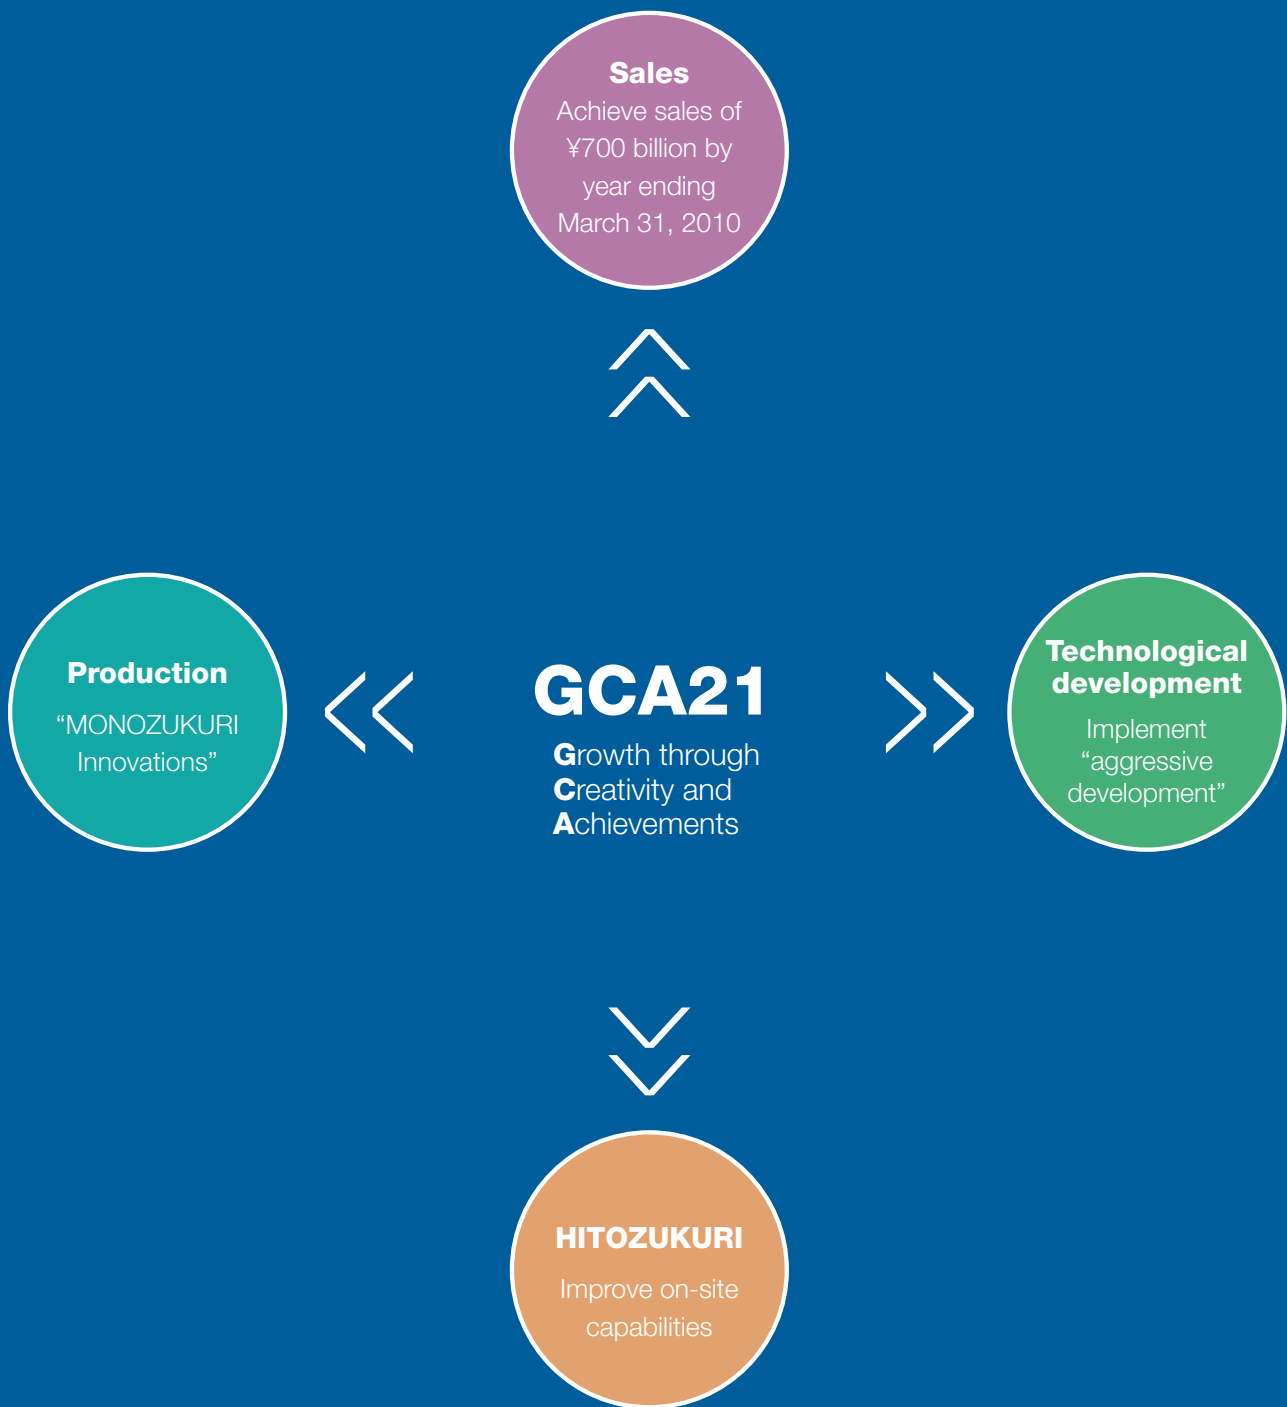 Sales
Achieve sales of
¥700 billion by
year ending
March 31, 2010
Production
“MONOZUKURI
Innovations”
GCA21
Growth through
Creativity and
Achievements
Technological
development
Implement
“aggressive
development”
HITOZUKURI
Improve on-site
capabilities